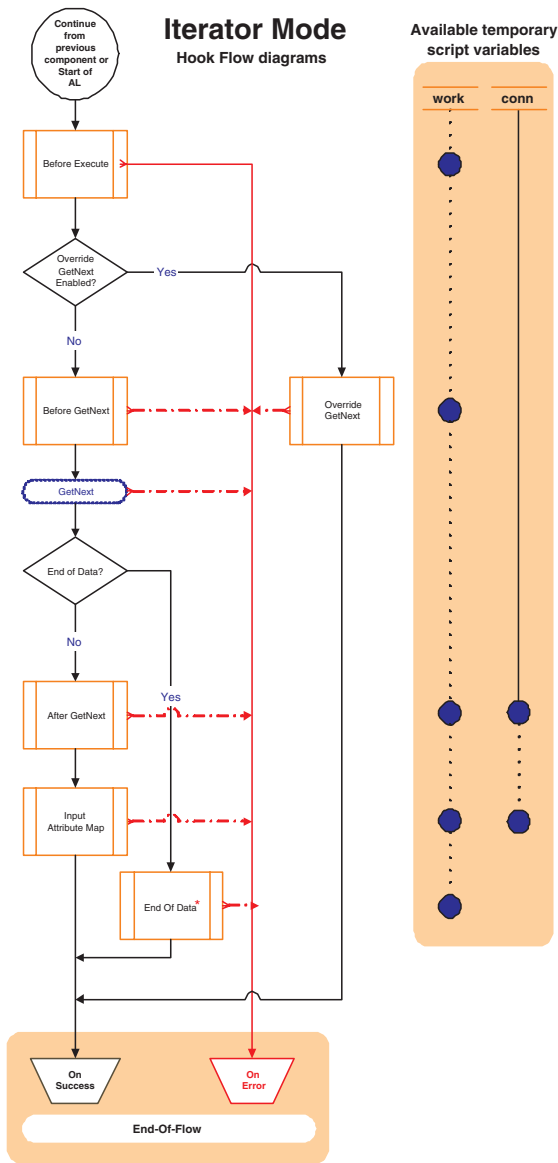 Continue
from
previous
component or
Start of
AL
Iterator Mode
Hook Flow diagrams
Available temporary
script variables
work
conn
Before Execute
Override
GetNext
Enabled?
Yes
No
Before GetNext
Override
GetNext
GetNext
End of Data?
No
Yes
After GetNext
Input
Attribute Map
End Of Data*
On
Success
On
Error
End-Of-Flow